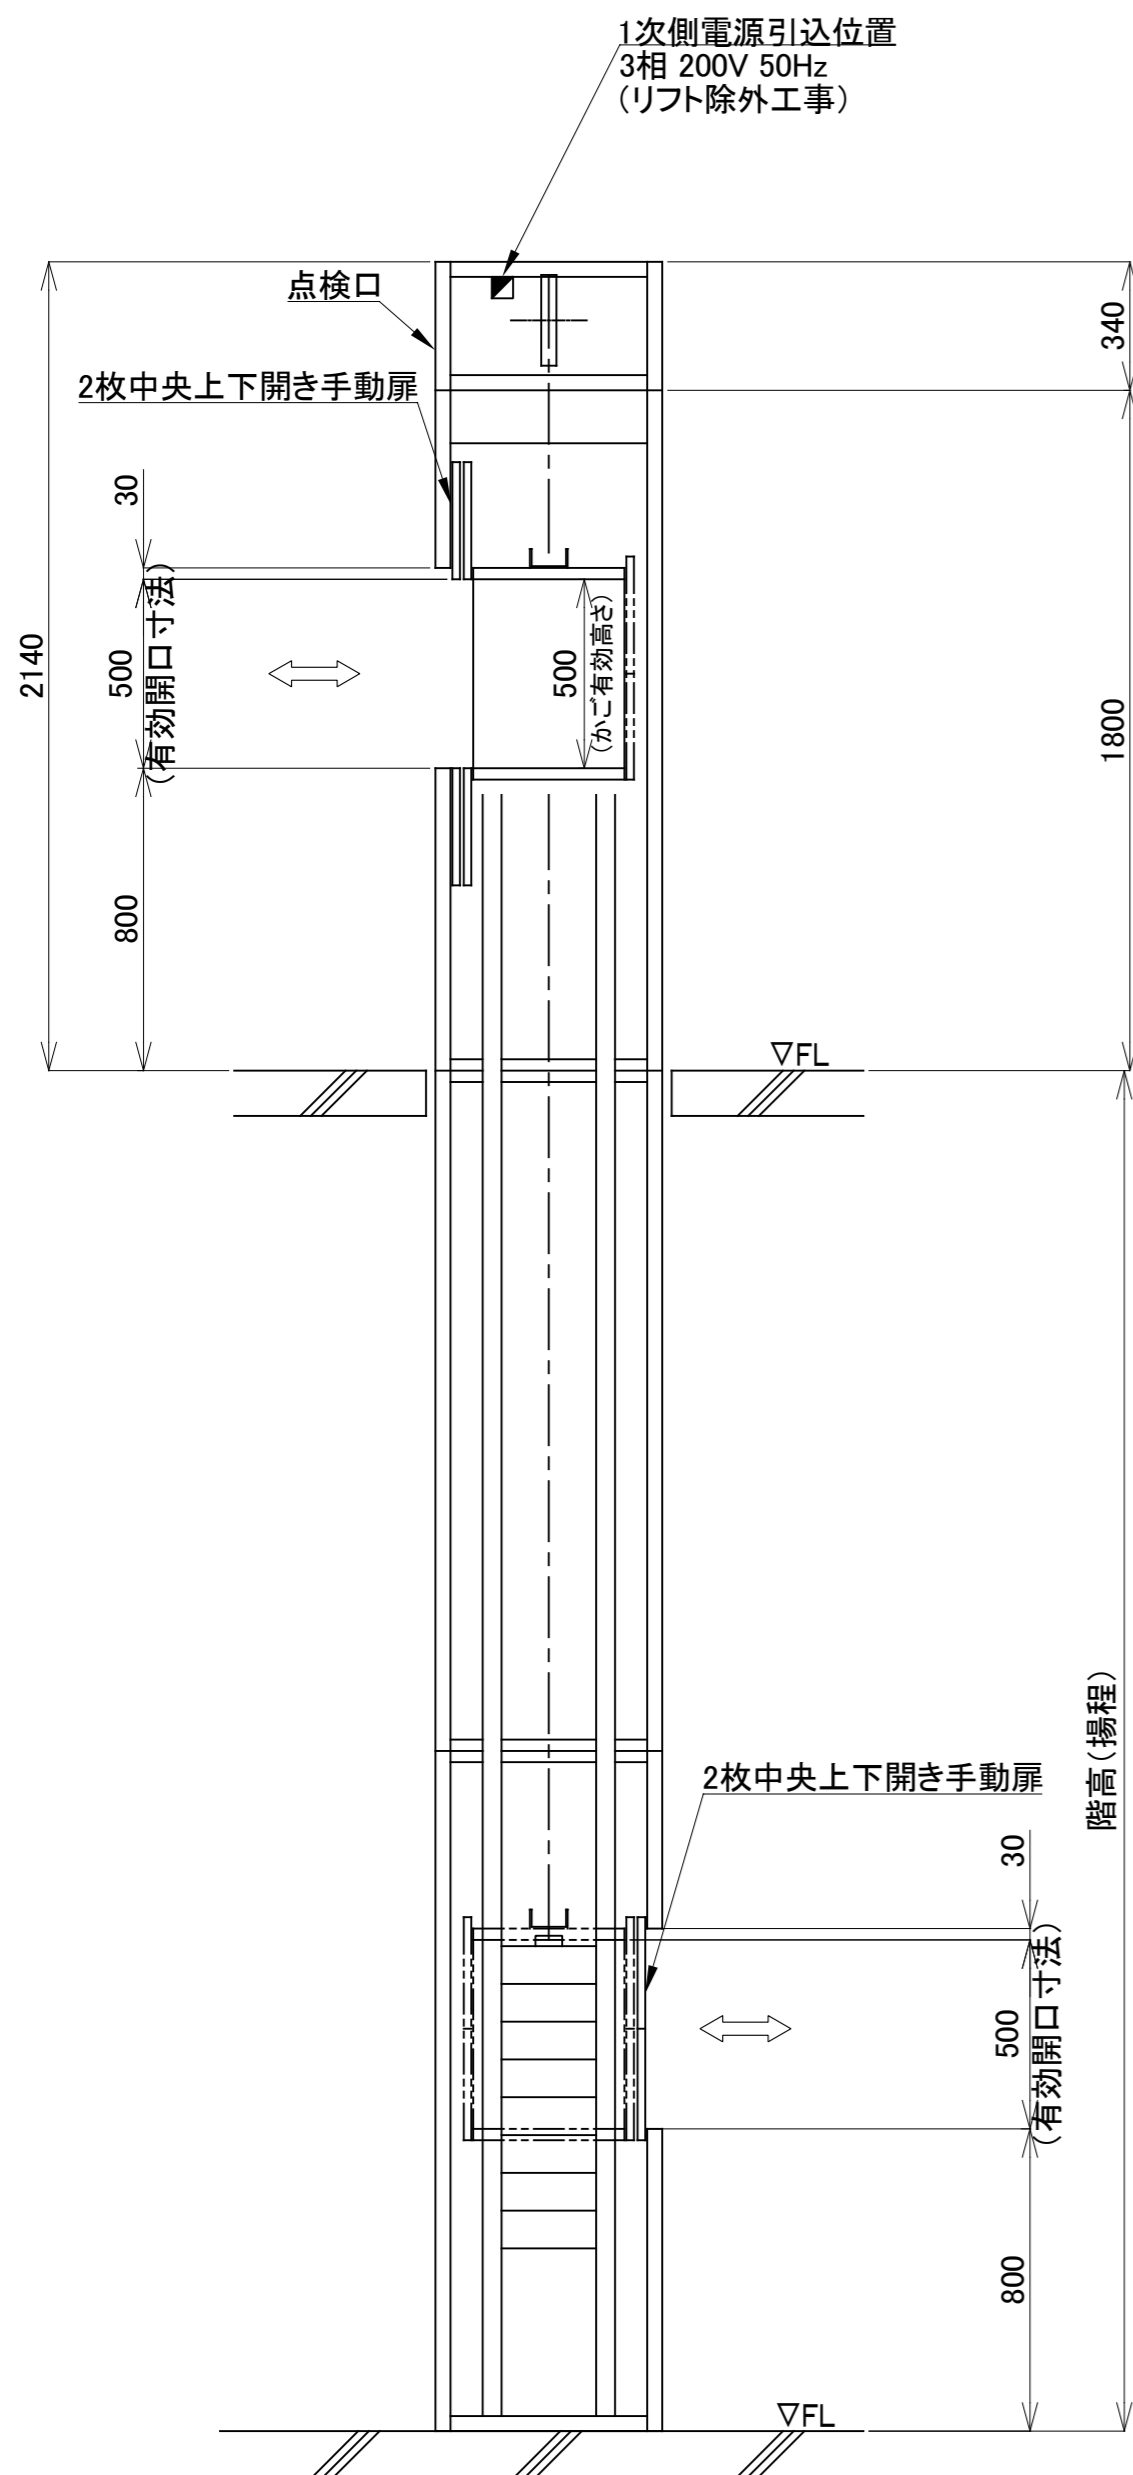 1次側電源引込位置
3相 200V 50Hz
(リフト除外工事)
点検口
2枚中央上下開き手動扉
340
30
500
(有効開口寸法)
500
(かご有効高さ)
2140
1800
800
▽FL
階高(揚程)
2枚中央上下開き手動扉
30
500
(有効開口寸法)
800
▽FL